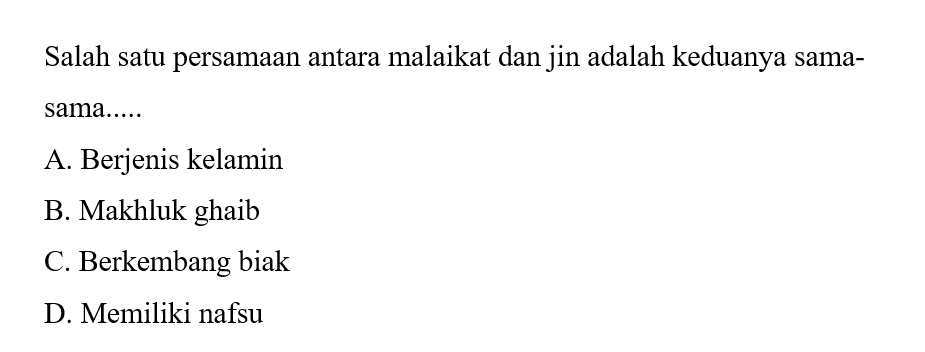 Salah satu persamaan antara malaikat dan jin adalah keduanya sama-
sama.....
A. Berjenis kelamin
B. Makhluk ghaib
C. Berkembang biak
D. Memiliki nafsu